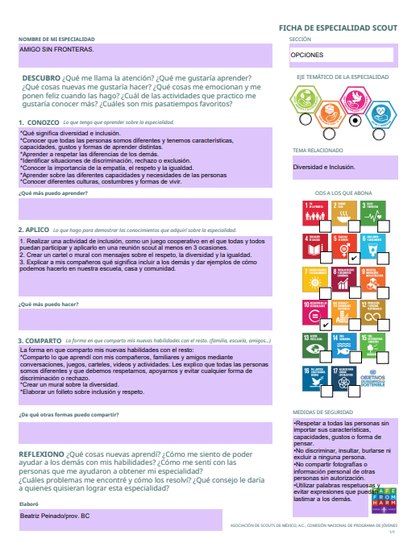 FICHA DE ESPECIALIDAD SCOUT
NOMBRE DE MI ESPECIALIDAD
AMIGO SIN FRONTERAS.
SECCIÓN
OPCIONES
DESCUBRO ¿Qué me llama la atención? ¿Qué me gustaría aprender?
¿Qué cosas nuevas me gustaría hacer? ¿Qué cosas me emocionan y me
ponen feliz cuando las hago? ¿Cuál de las actividades que practico me
gustaría conocer más? ¿Cuáles son mis pasatiempos favoritos?
EJE TEMÁTICO DE LA ESPECIALIDAD
1. CONOZCO Lo que tengo que aprender sobre la especialidad.
*Qué significa diversidad e inclusión.
*Conocer que todas las personas somos diferentes y tenemos características,
capacidades, gustos y formas de aprender distintas.
*Aprender a respetar las diferencias de los demás.
*Identificar situaciones de discriminación, rechazo o exclusión.
*Conocer la importancia de la empatía, el respeto y la igualdad.
*Aprender sobre las diferentes capacidades y necesidades de las personas
*Conocer diferentes culturas, costumbres y formas de vivir.
¿Qué más puedo aprender?
TEMA RELACIONADO
Diversidad e Inclusión.
ODS A LOS QUE ABONA
2. APLICO La forma de demostrar los conocimientos que adquirí sobre la especialidad.
1. Realizar una actividad de inclusión, como un juego cooperativo en el que todas y todos
puedan participar y aplicarlo en una reunión scout al menos en 3 ocasiones.
2. Crear un cartel o mural con mensajes sobre el respeto, la diversidad y la igualdad.
3. Explicar a mis compañeros qué significa incluir a los demás y dar ejemplos de cómo
podemos hacerlo en nuestra escuela, casa y comunidad.
¿Qué más puedo hacer?
3. COMPARTO La forma en que comparto mis nuevas habilidades con el resto. (familia, escuela, amigos...)
La forma en que comparto mis nuevas habilidades con el resto:
*Comparto lo que aprendí con mis compañeros, familiares y amigos mediante
conversaciones, juegos, carteles, videos y actividades. Les explico que todas las personas
somos diferentes y que debemos respetarnos, apoyarnos y evitar cualquier forma de
discriminación o rechazo.
*Crear un mural sobre la diversidad.
*Elaborar un folleto sobre inclusión y respeto.
¿De qué otras formas puedo compartir?
REFLEXIONO ¿Qué cosas nuevas aprendí? ¿Cómo me siento de poder
ayudar a los demás con mis habilidades? ¿Cómo me sentí con las
personas que me ayudaron a obtener mi especialidad?
¿Cuáles problemas me encontré y cómo los resolví? ¿Qué consejo le daría
a quienes quisieran lograr esta especialidad?
Elaboró
Beatriz Peinado/prov. BC
MEDIDAS DE SEGURIDAD
*Respetar a todas las personas sin
importar sus características,
capacidades, gustos o forma de
pensar.
*No discriminar, insultar, burlarse ni
excluir a ninguna persona.
*No compartir fotografías o
información personal de otras
personas sin autorización.
*Utilizar palabras respetuosas y
evitar expresiones que puedan
lastimar a los demás.
ASOCIACIÓN DE SCOUTS DE MÉXICO, A.C., COMISIÓN NACIONAL DE PROGRAMA DE JÓVENES